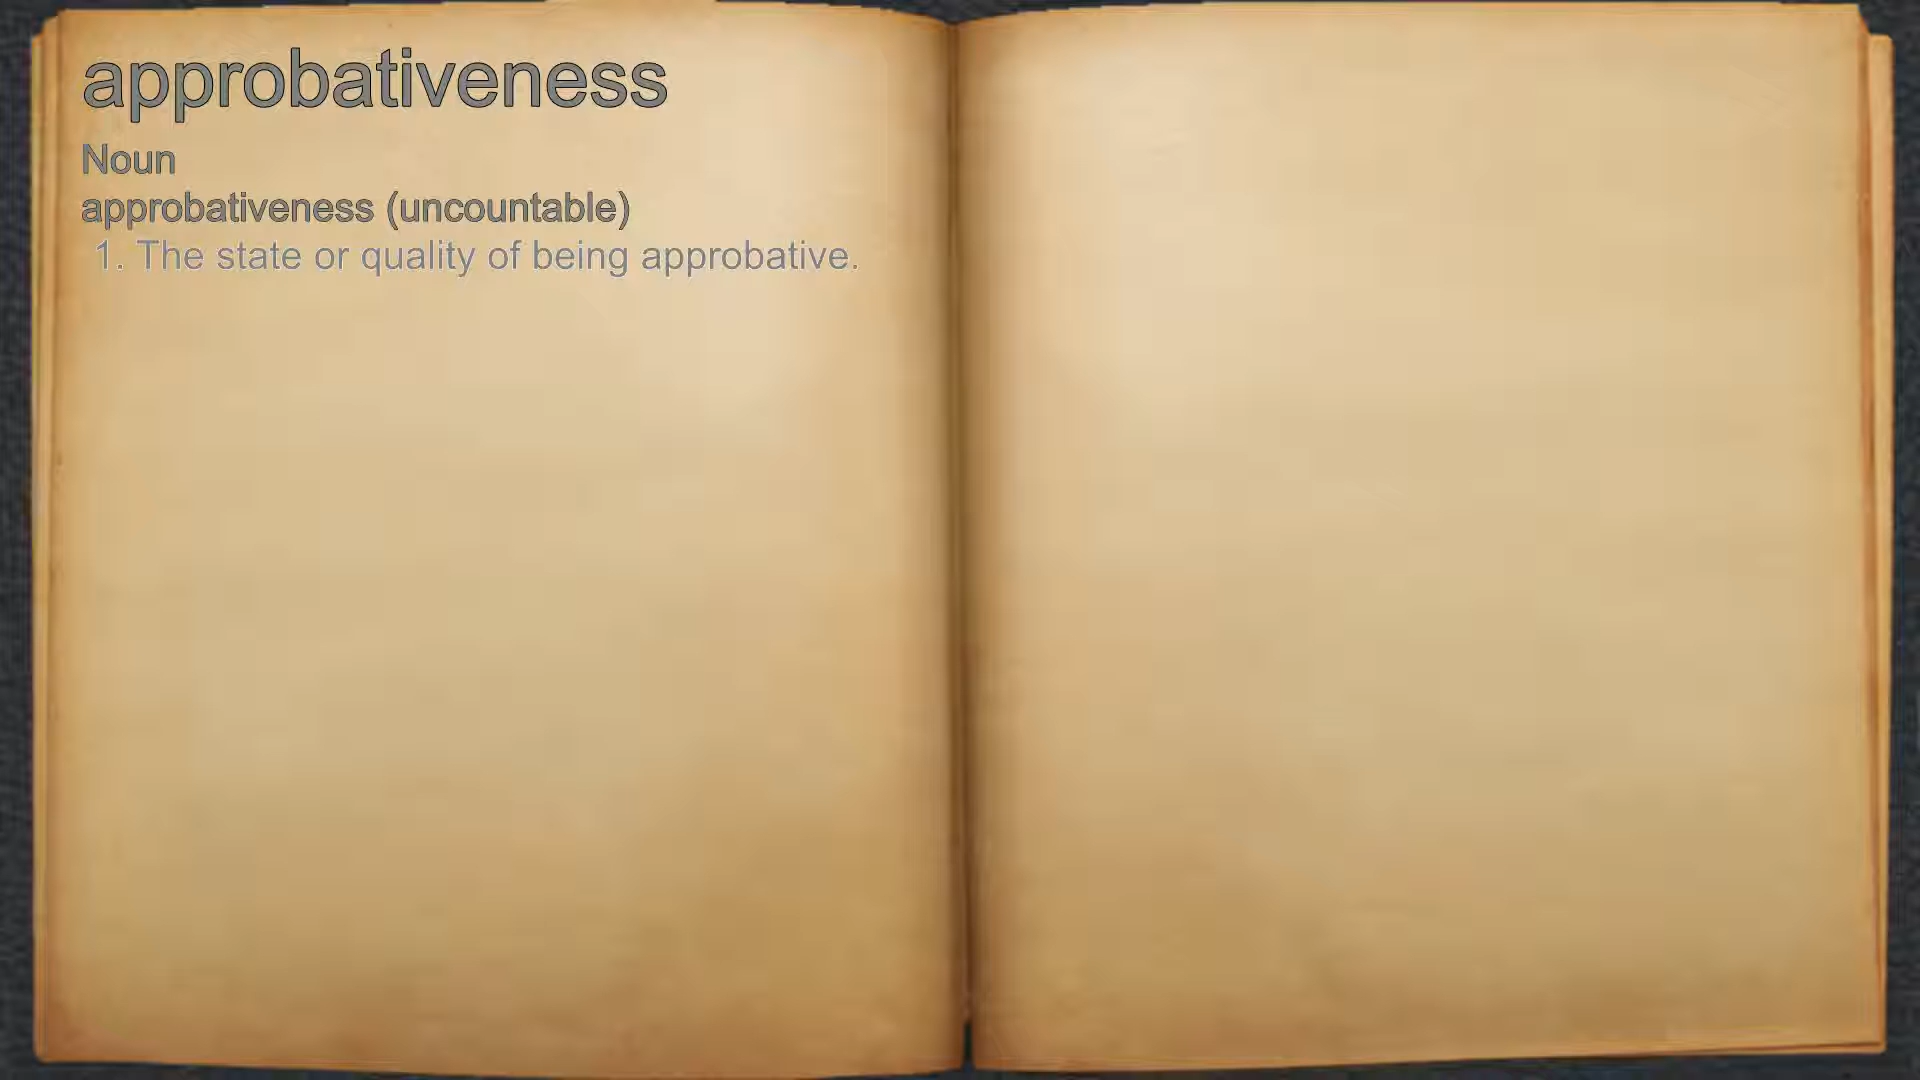 approbativeness
Noun
approbativeness (uncountable)
1. The state or quality of being approbative.